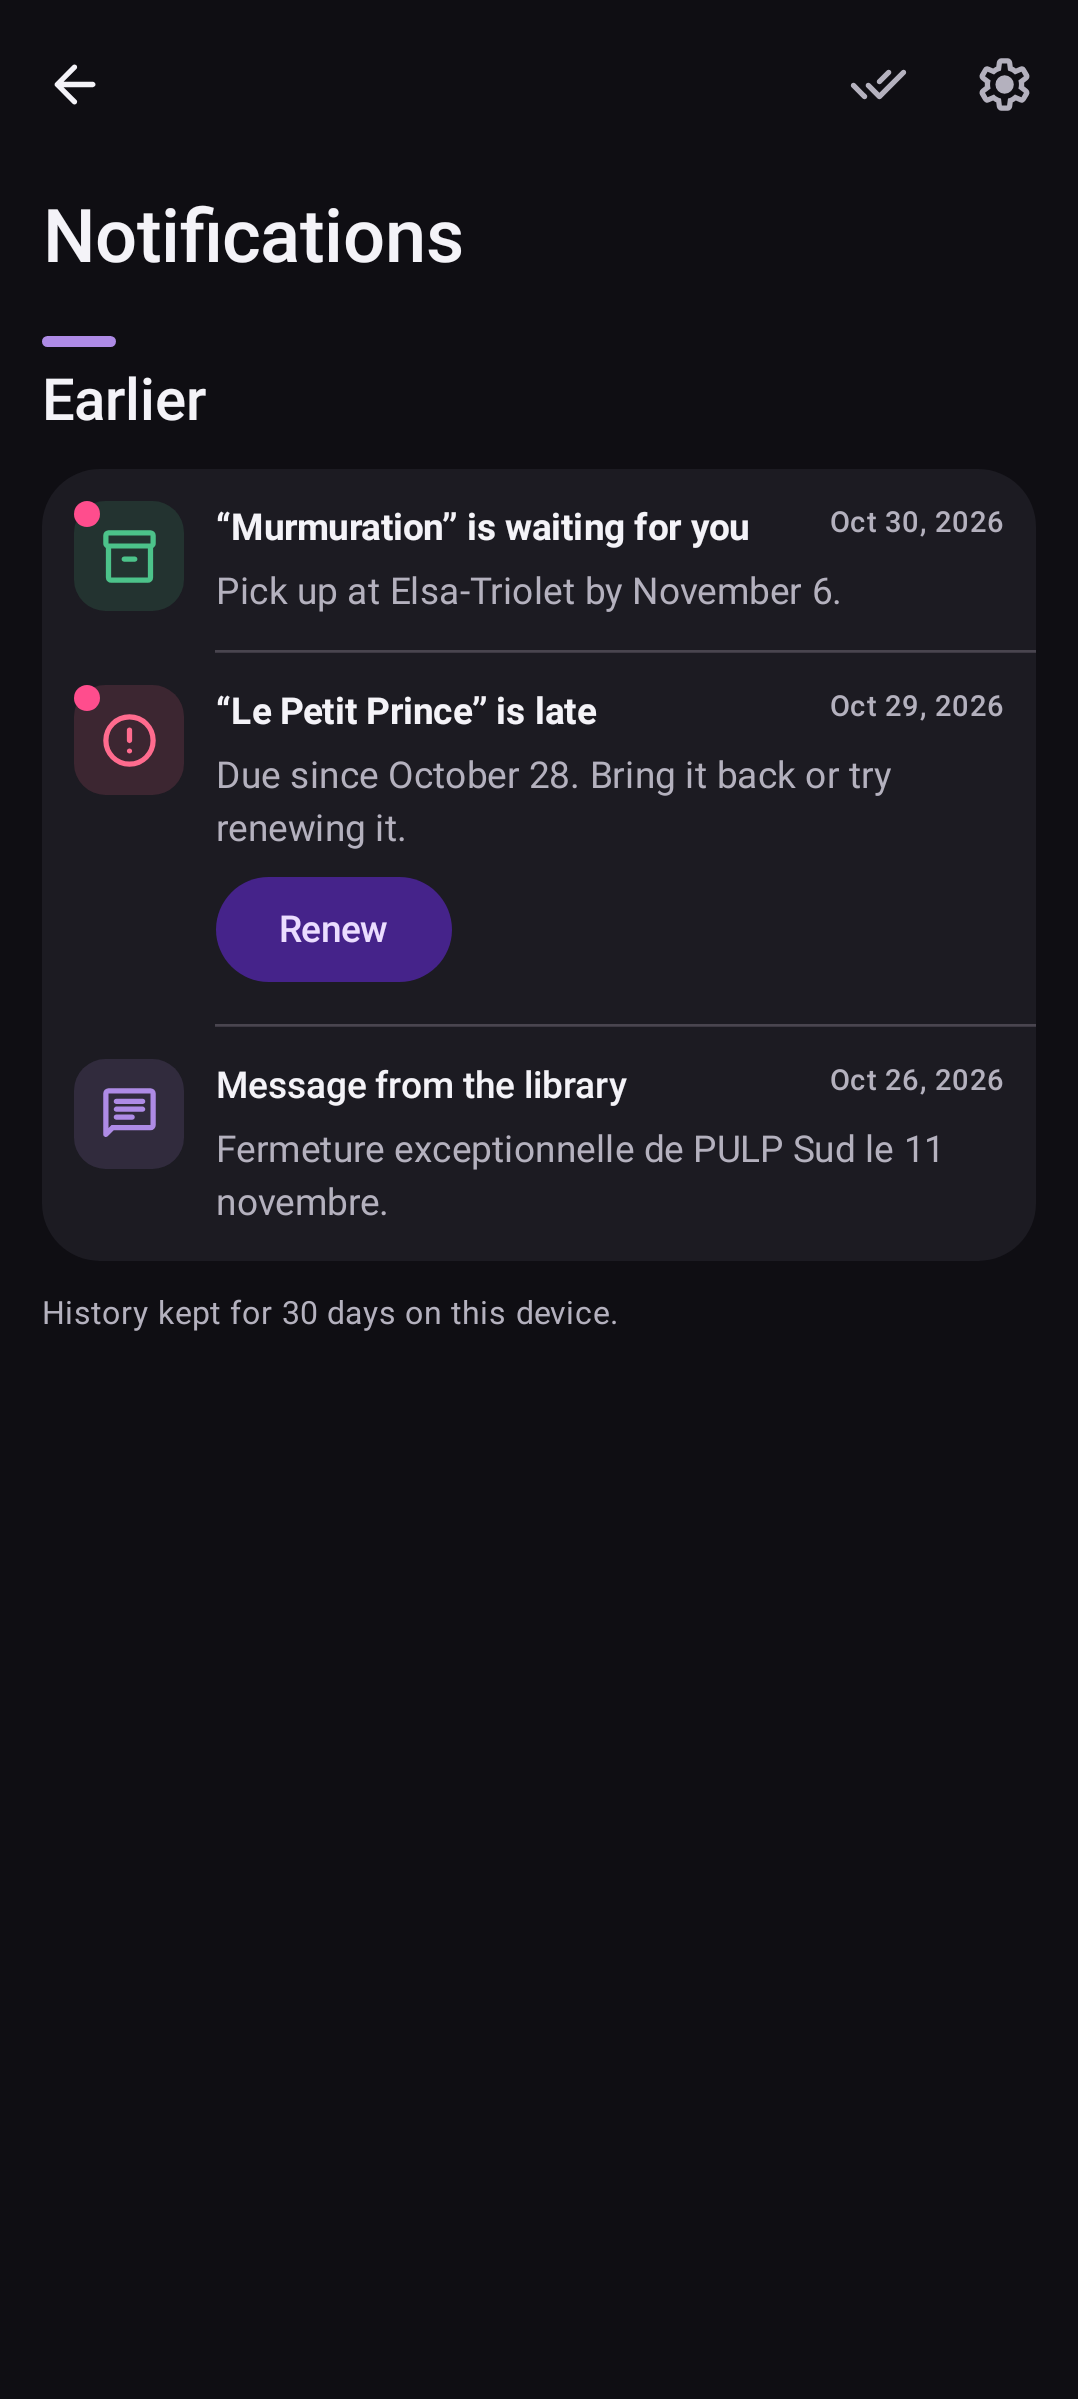 Notifications
Earlier
“Murmuration” is waiting for you
Oct 30, 2026
Pick up at Elsa-Triolet by November 6.
“Le Petit Prince” is late
Oct 29, 2026
Due since October 28. Bring it back or try
renewing it.
Renew
Message from the library
Oct 26, 2026
Fermeture exceptionnelle de PULP Sud le 11
novembre.
History kept for 30 days on this device.